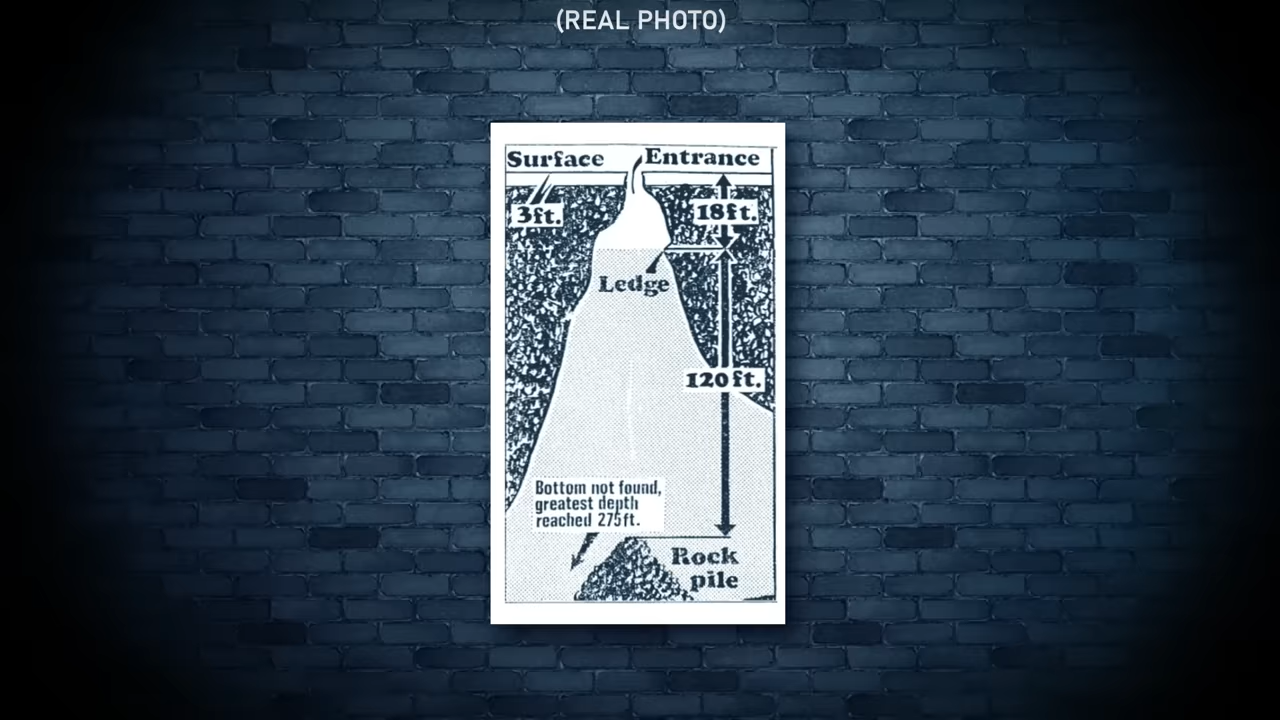 (REAL PHOTO)
Surface
Entrance
3ft.
18ft.
Ledge
120ft.
Bottom not found,
greatest depth
reached 275ft.
Rock
pile